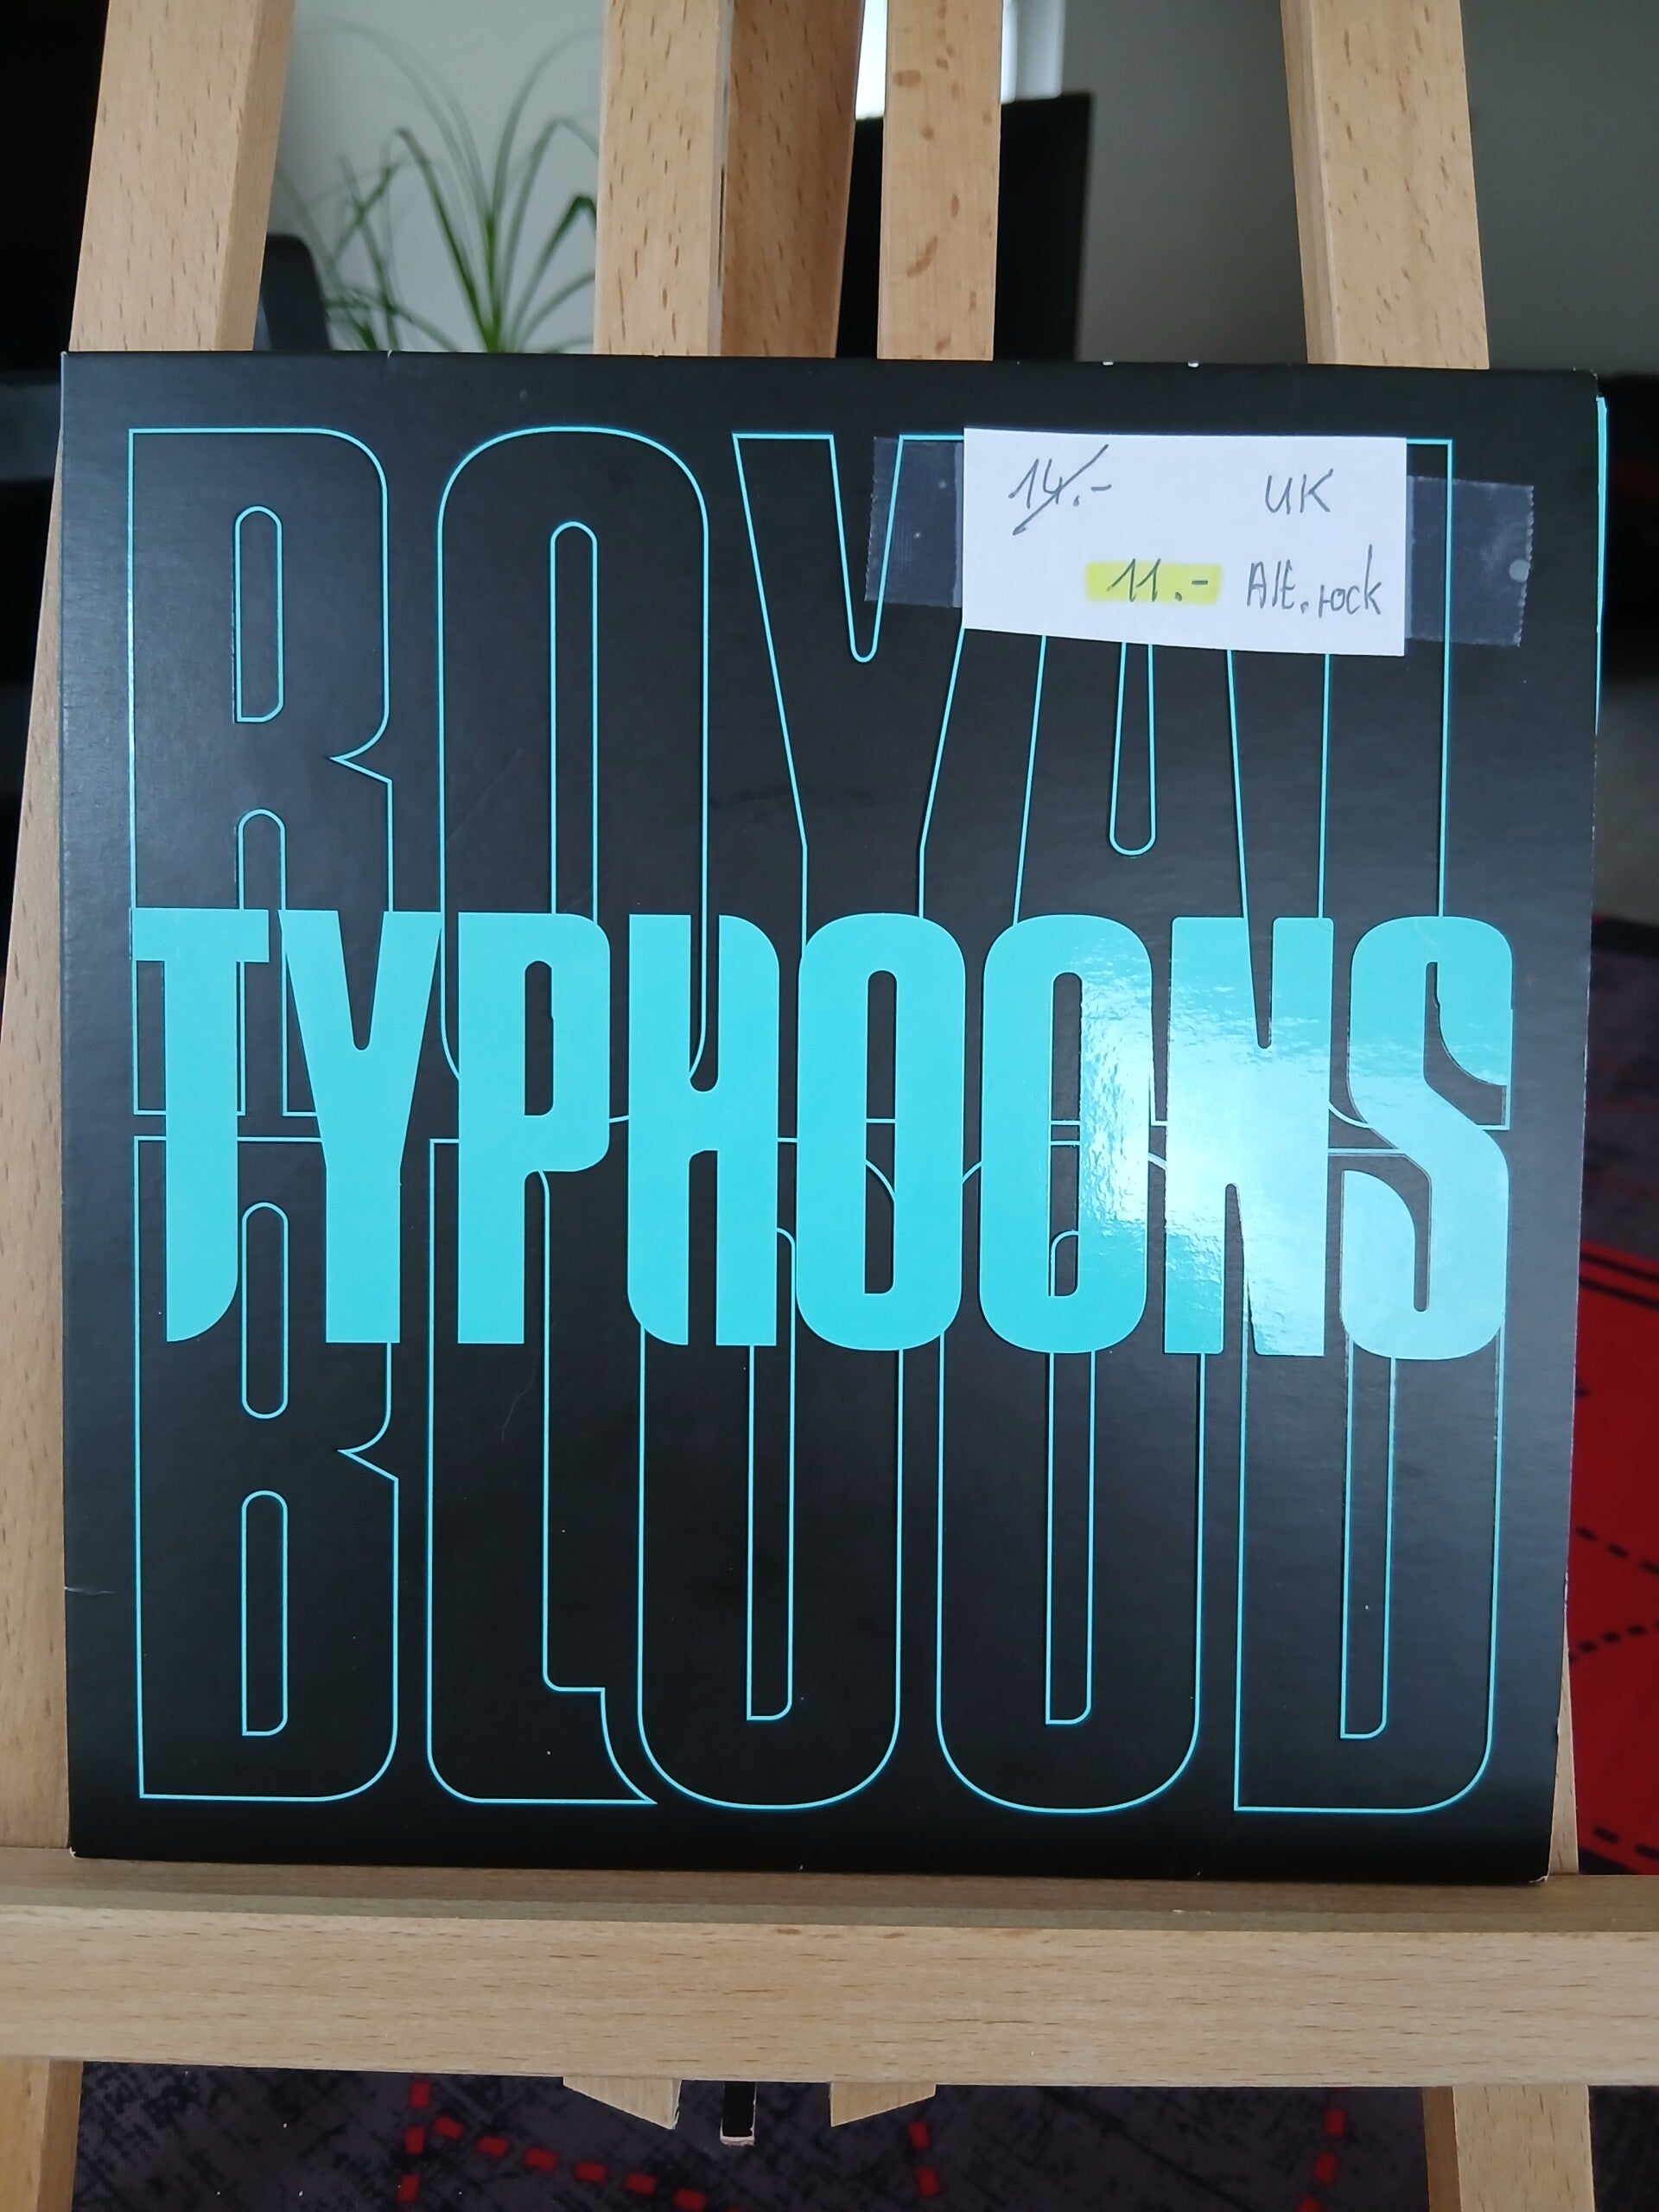 ROYAL
14.- UK
11.- Alt. rock
TYPHOONS
BLOOD